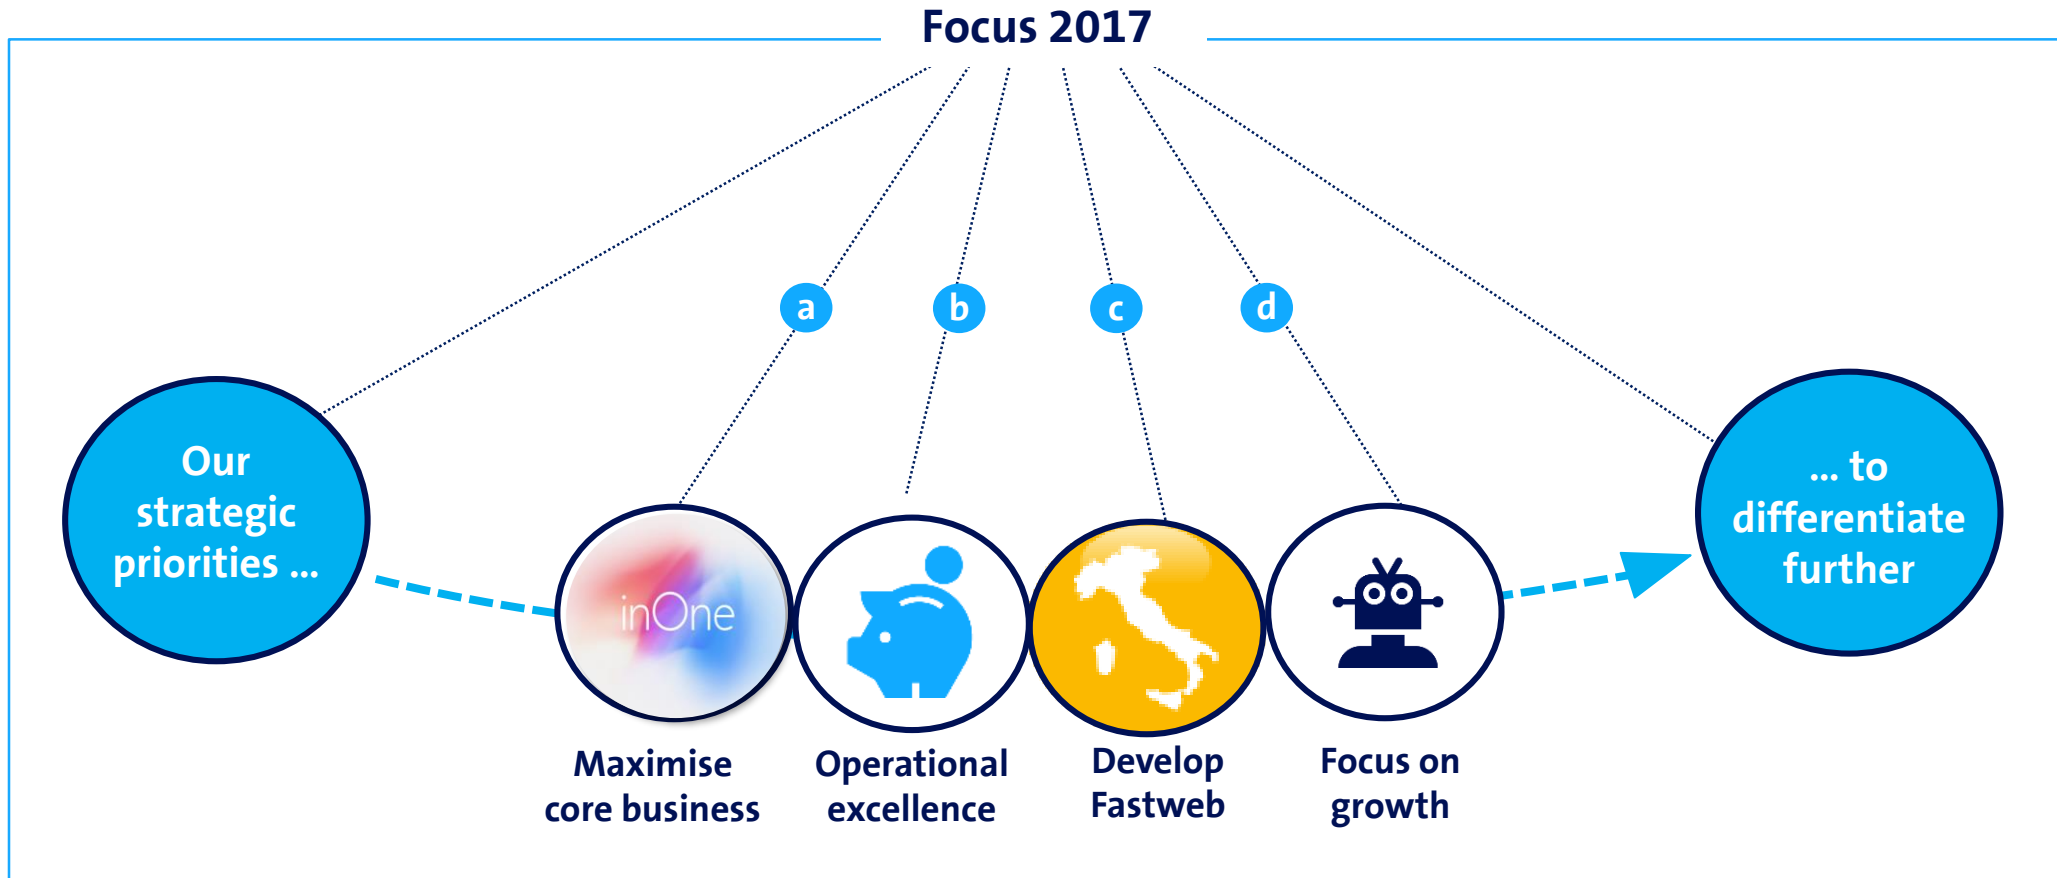 Focus 2017
a
b
c
d
Our
strategic
priorities ...
inOne
... to
differentiate
further
Maximise
core business
Operational
excellence
Develop
Fastweb
Focus on
growth